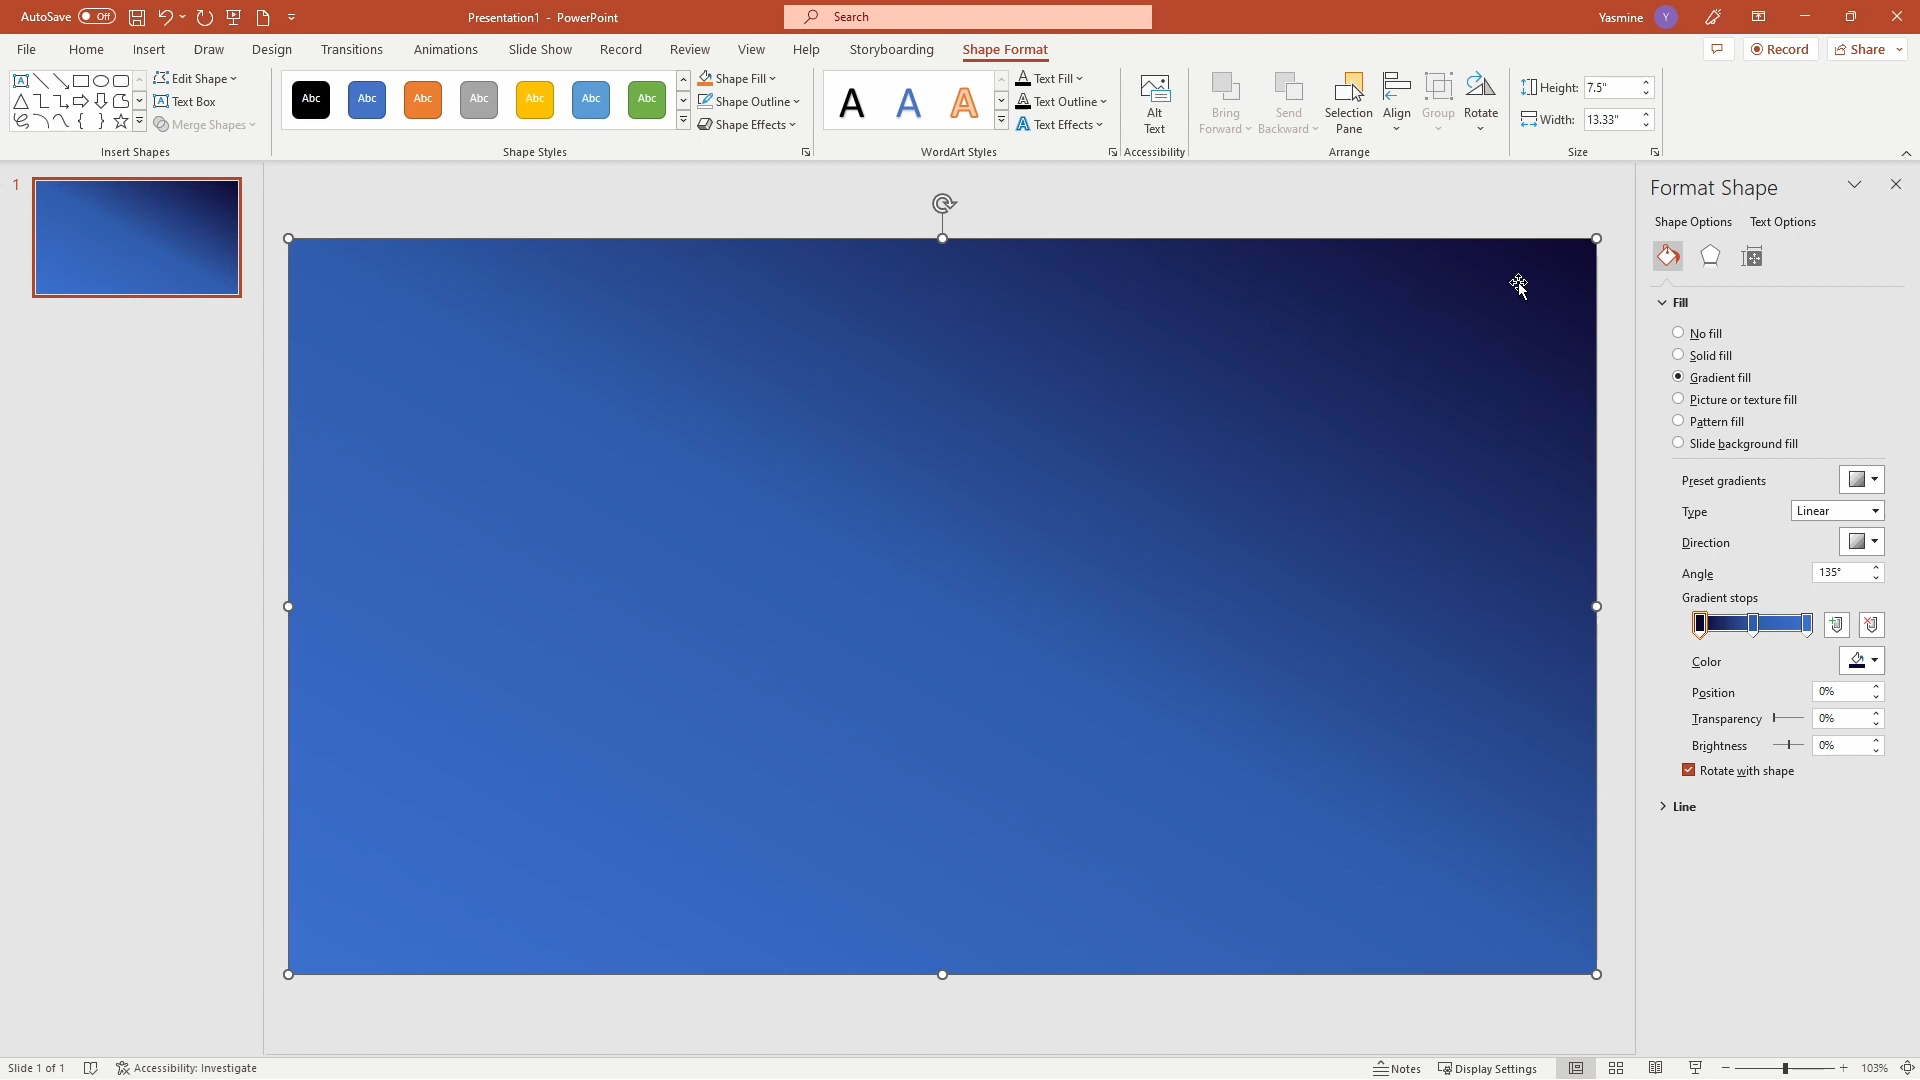 AutoSave Off Presentation1 - PowerPoint Search Yasmine Y
File Home Insert Draw Design Transitions Animations Slide Show Record Review View Help Storyboarding Shape Format Record Share
Edit Shape Abc Abc Abc Abc Abc Abc Abc Shape Fill A A A Text Fill Height: 7.5"
Text Box Shape Outline Text Outline Alt Text Bring Forward Send Backward Selection Pane Align Group Rotate
Merge Shapes Shape Effects Text Effects Width: 13.33"
Insert Shapes Shape Styles WordArt Styles Accessibility Arrange Size
1
Format Shape
Shape Options Text Options
Fill
No fill
Solid fill
Gradient fill
Picture or texture fill
Pattern fill
Slide background fill
Preset gradients
Type Linear
Direction
Angle 135°
Gradient stops
Color
Position 0%
Transparency 0%
Brightness 0%
Rotate with shape
Line
Slide 1 of 1 Accessibility: Investigate Notes Display Settings 103%